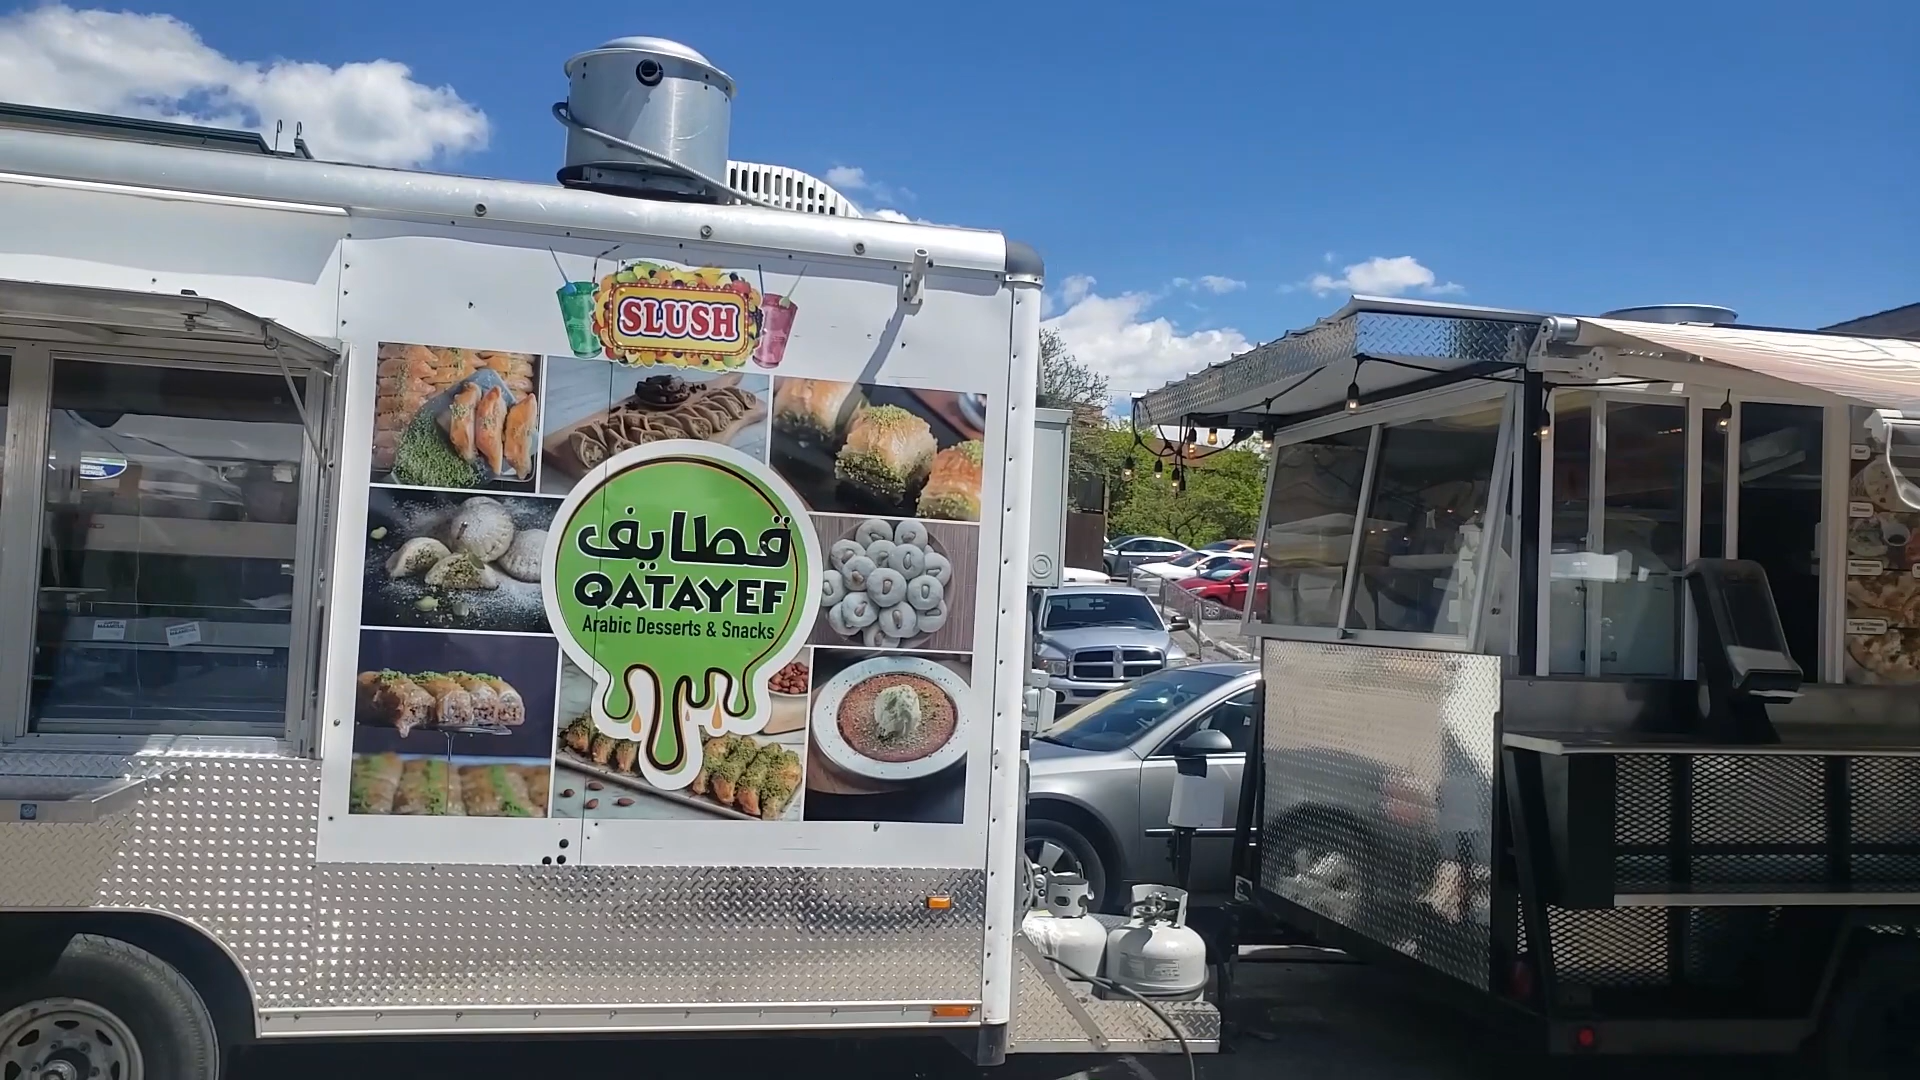 SLUSH
قطايف
QATAYEF
Arabic Desserts & Snacks